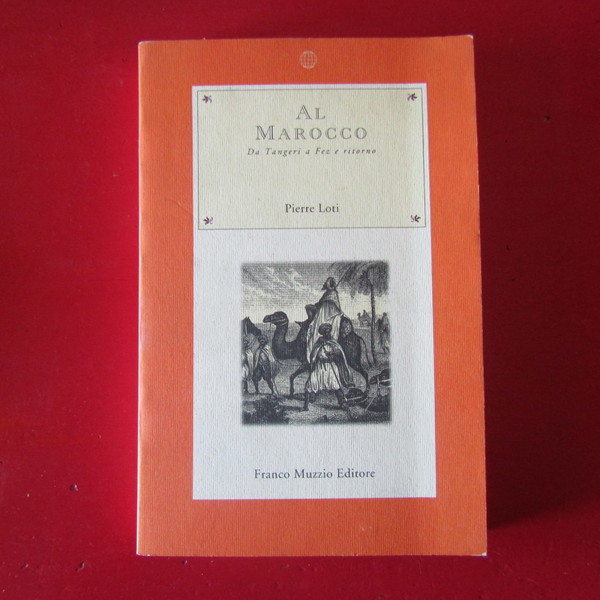 AL
MAROCCO
Da Tangeri a Fez e ritorno
Pierre Loti
Franco Muzzio Editore